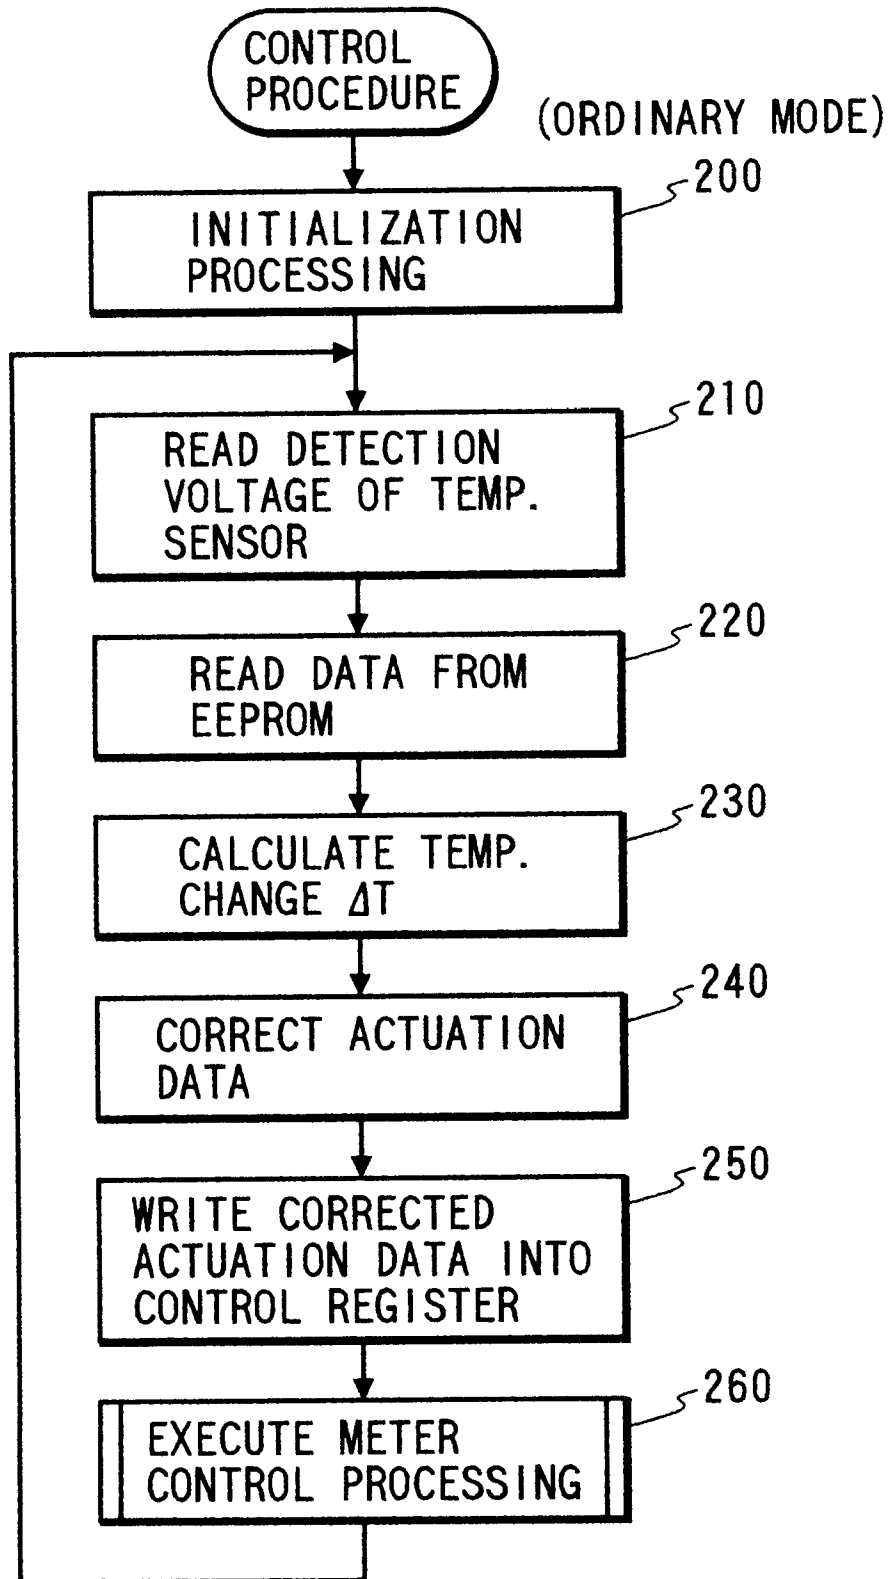 CONTROL
PROCEDURE
(ORDINARY MODE)
200
INITIALIZATION
PROCESSING
210
READ DETECTION
VOLTAGE OF TEMP.
SENSOR
220
READ DATA FROM
EEPROM
230
CALCULATE TEMP.
CHANGE ΔT
240
CORRECT ACTUATION
DATA
250
WRITE CORRECTED
ACTUATION DATA INTO
CONTROL REGISTER
260
EXECUTE METER
CONTROL PROCESSING